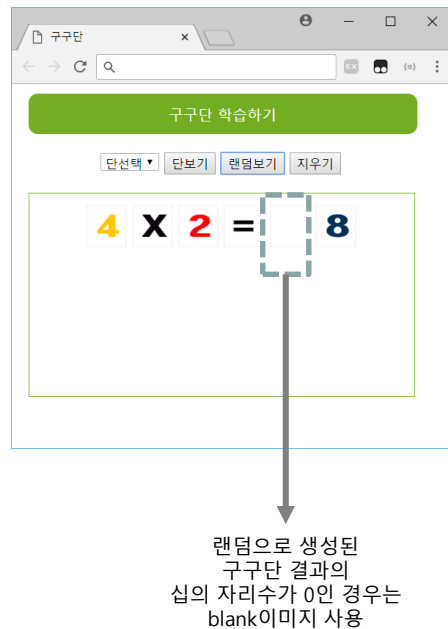 구구단
구구단 학습하기
단선택 단보기 랜덤보기 지우기
4 X 2 = 8
랜덤으로 생성된
구구단 결과의
십의 자리수가 0인 경우는
blank이미지 사용